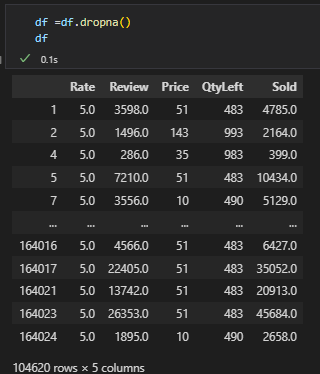 df =df.dropna()
df
0.1s
Rate Review Price QtyLeft Sold
1 5.0 3598.0 51 483 4785.0
2 5.0 1496.0 143 993 2164.0
4 5.0 286.0 35 983 399.0
5 5.0 7210.0 51 483 10434.0
7 5.0 3556.0 10 490 5129.0
... ... ... ... ... ...
164016 5.0 4566.0 51 483 6427.0
164017 5.0 22405.0 51 483 35052.0
164021 5.0 13742.0 51 483 20913.0
164023 5.0 26353.0 51 483 45684.0
164024 5.0 1895.0 10 490 2658.0
104620 rows × 5 columns